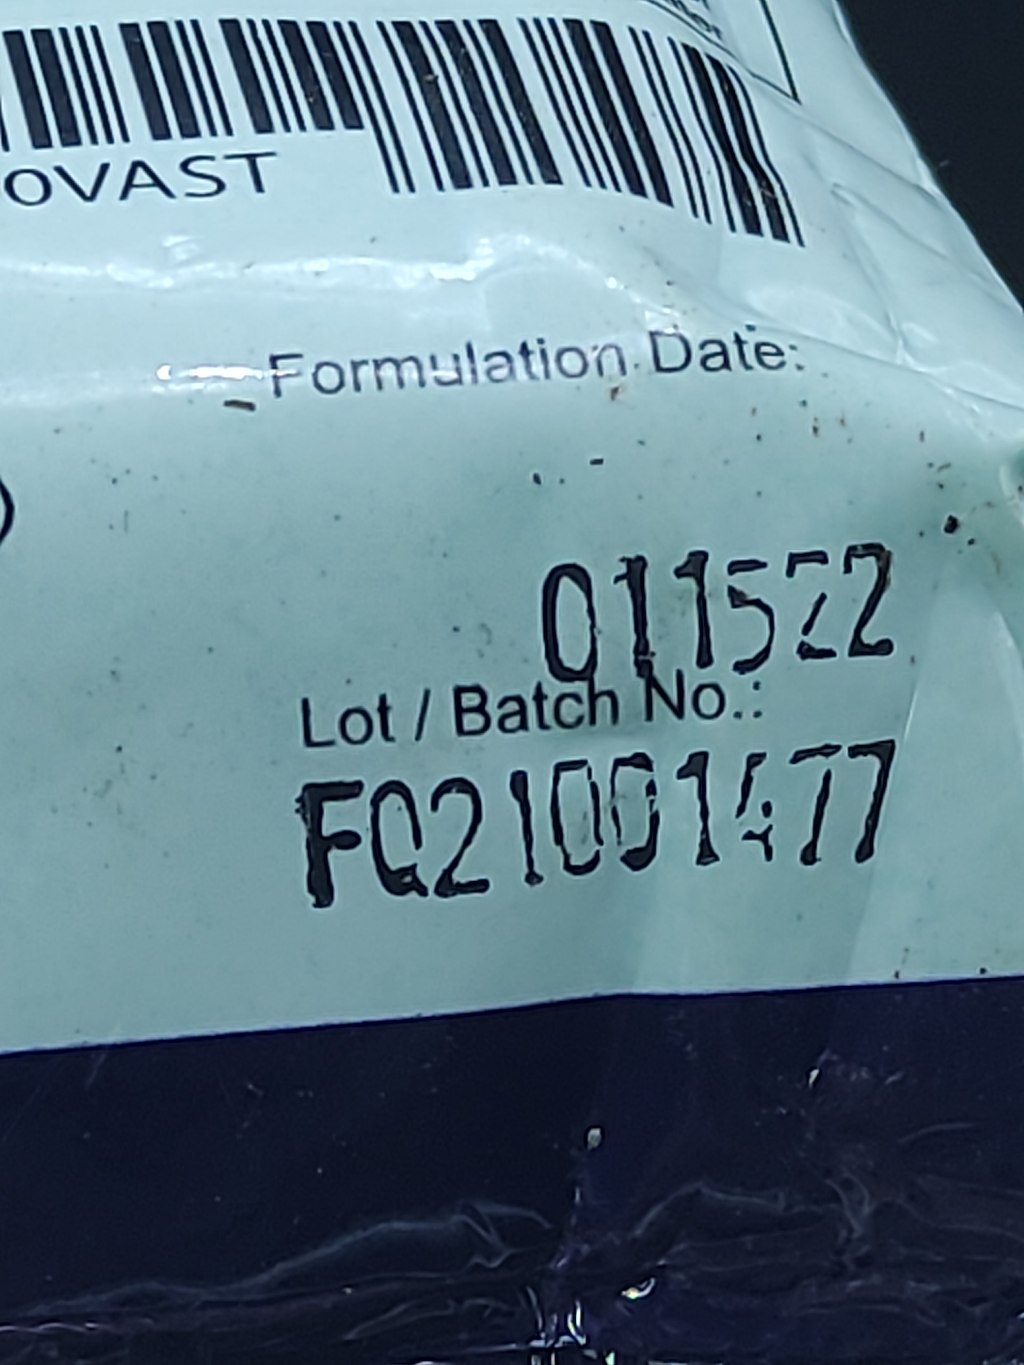 OVAST
Formulation Date:
011522
Lot / Batch No.:
FQ21001477